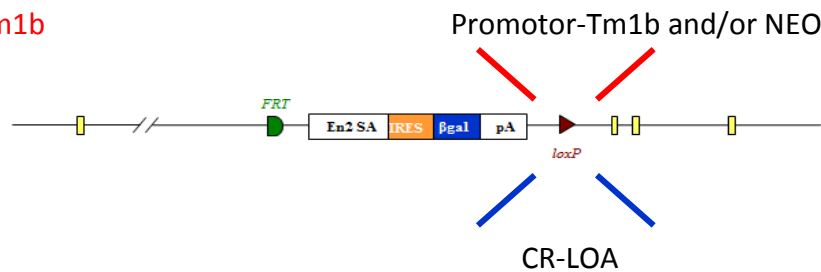 m1b Promotor-Tm1b and/or NEO
FRT
En2 SA IRES βgal pA
loxP
CR-LOA